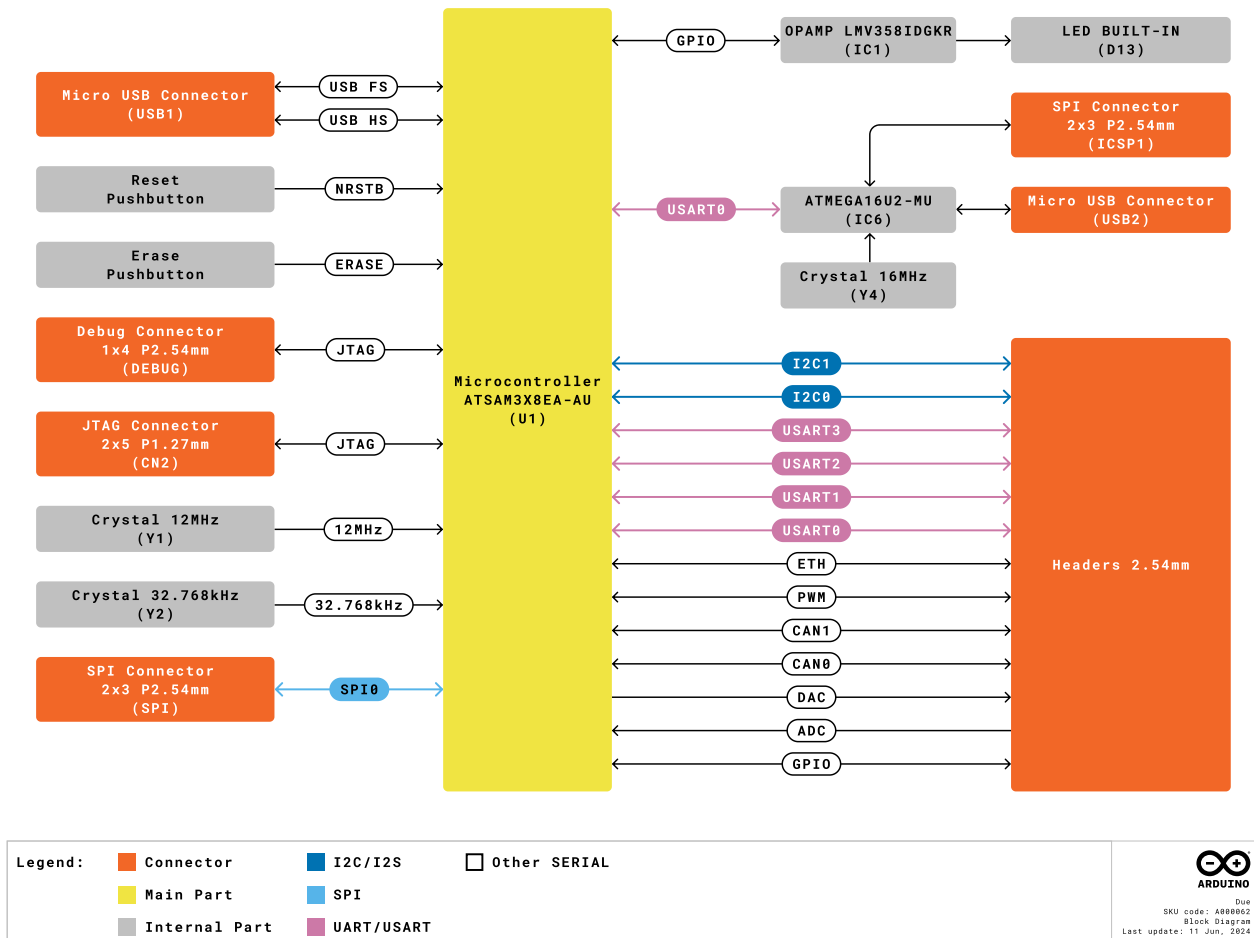 GPIO
OPAMP LMV358IDGKR
(IC1)
LED BUILT-IN
(D13)
Micro USB Connector
(USB1)
USB FS
USB HS
SPI Connector
2x3 P2.54mm
(ICSP1)
Reset
Pushbutton
NRSTB
USART0
ATMEGA16U2-MU
(IC6)
Micro USB Connector
(USB2)
Erase
Pushbutton
ERASE
Crystal 16MHz
(Y4)
Debug Connector
1x4 P2.54mm
(DEBUG)
JTAG
Microcontroller
ATSAM3X8EA-AU
(U1)
JTAG Connector
2x5 P1.27mm
(CN2)
JTAG
Crystal 12MHz
(Y1)
12MHz
Crystal 32.768kHz
(Y2)
32.768kHz
SPI Connector
2x3 P2.54mm
(SPI)
SPI0
I2C1
I2C0
USART3
USART2
USART1
USART0
ETH
PWM
CAN1
CAN0
DAC
ADC
GPIO
Headers 2.54mm
Legend:
Connector
Main Part
Internal Part
I2C/I2S
SPI
UART/USART
Other SERIAL
ARDUINO
Due
SKU code: A000062
Block Diagram
Last update: 11 Jun, 2024